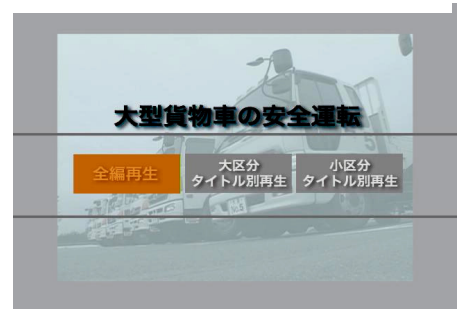 大型貨物車の安全運転
全編再生
大区分
タイトル別再生
小区分
タイトル別再生